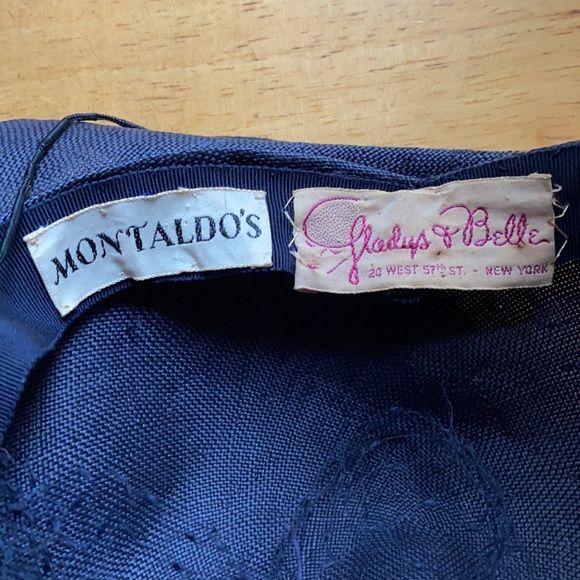 MONTALDO'S
Gladys & Belle
20 WEST 57th ST. - NEW YORK